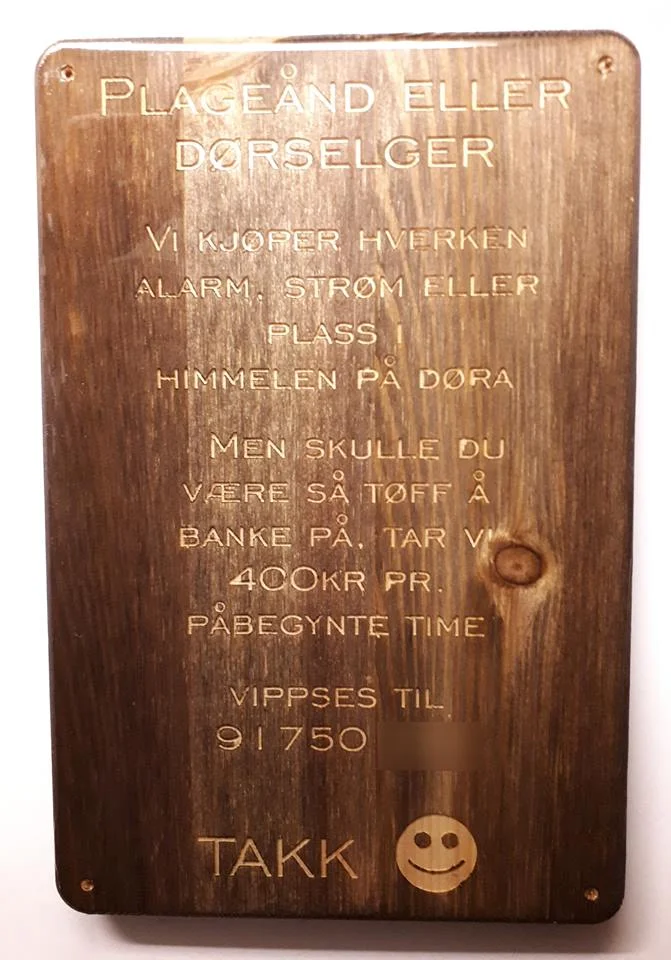 PLAGEÅND ELLER
DØRSELGER
VI KJØPER HVERKEN
ALARM, STRØM ELLER
PLASS I
HIMMELEN PÅ DØRA
MEN SKULLE DU
VÆRE SÅ TØFF Å
BANKE PÅ, TAR VI
400KR PR.
PÅBEGYNTE TIME
VIPPSES TIL
91750
TAKK